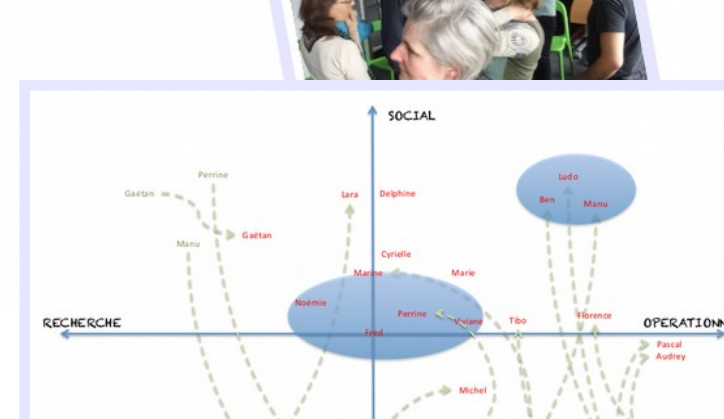 SOCIAL
Perrine
Gaëtan
Lara
Delphine
Ludo
Ben
Manu
Gaëtan
Manu
Cyrielle
Marine
Marie
Noémie
Perrine
Viviane
Tibo
Florence
RECHERCHE
OPERATIONN
Fred
Pascal
Audrey
Michel